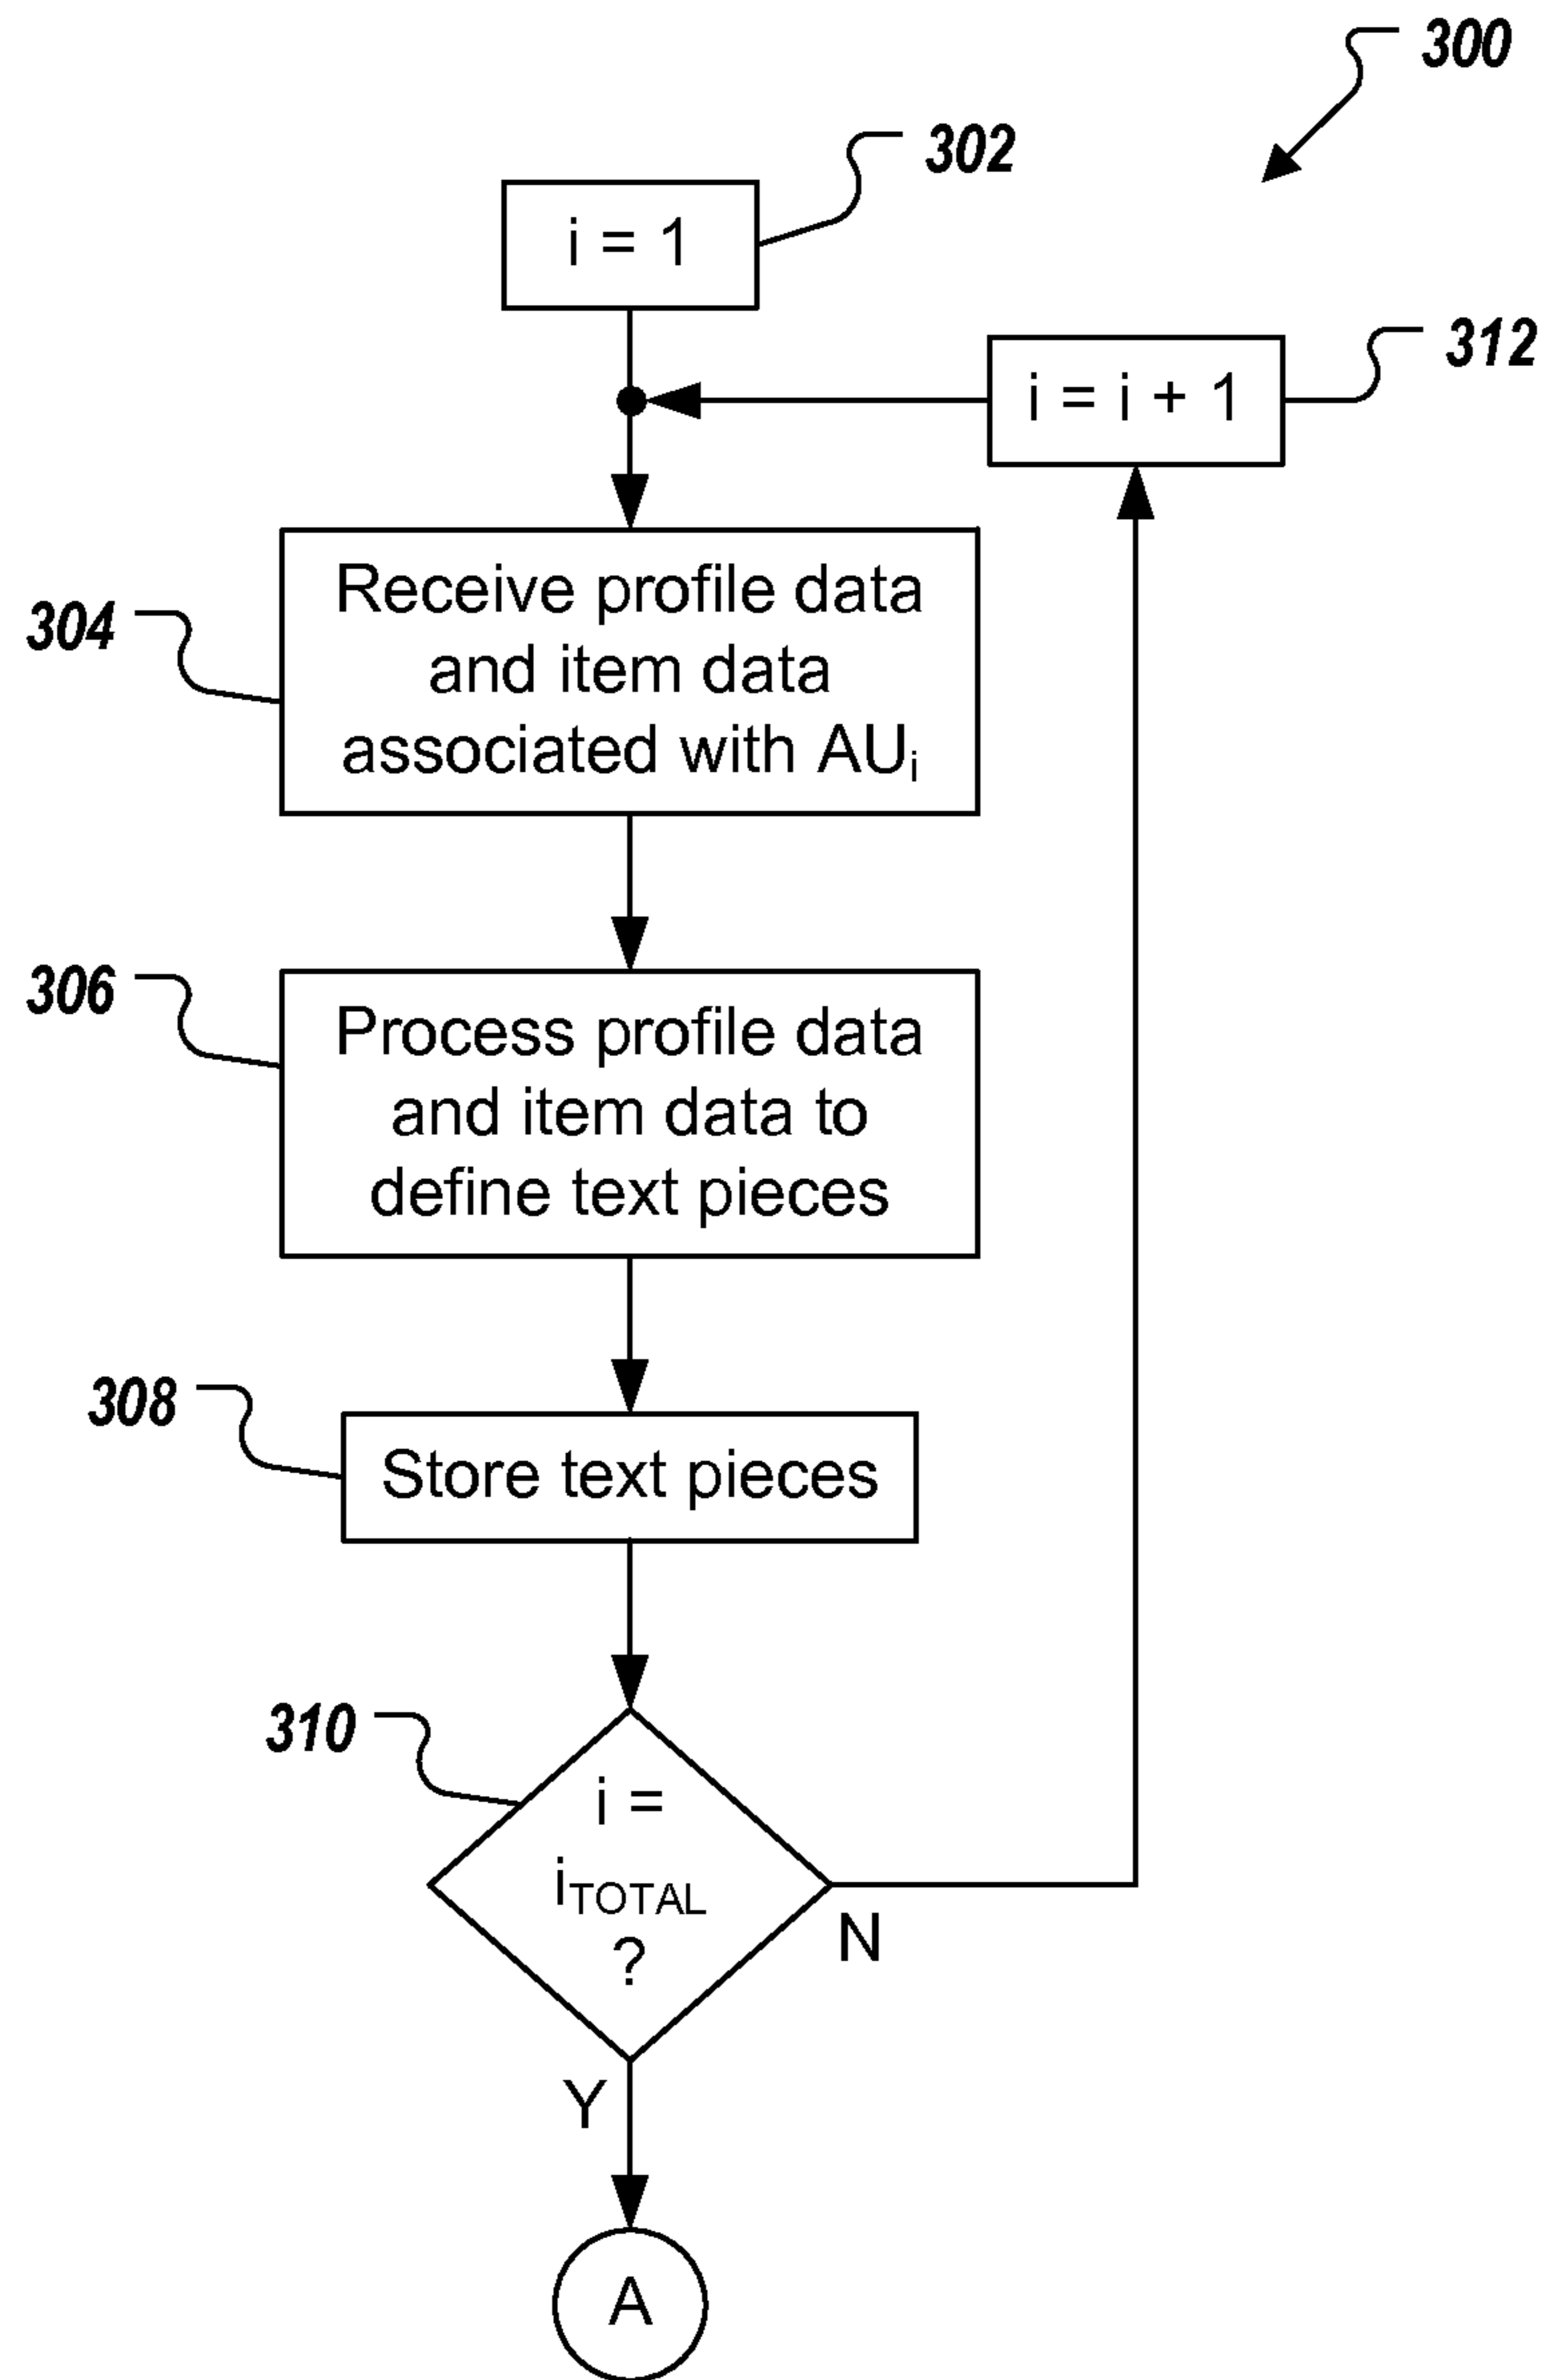 300
302
i = 1
312
i = i + 1
304
Receive profile data
and item data
associated with AUi
306
Process profile data
and item data to
define text pieces
308
Store text pieces
310
i =
iTOTAL
?
N
Y
A